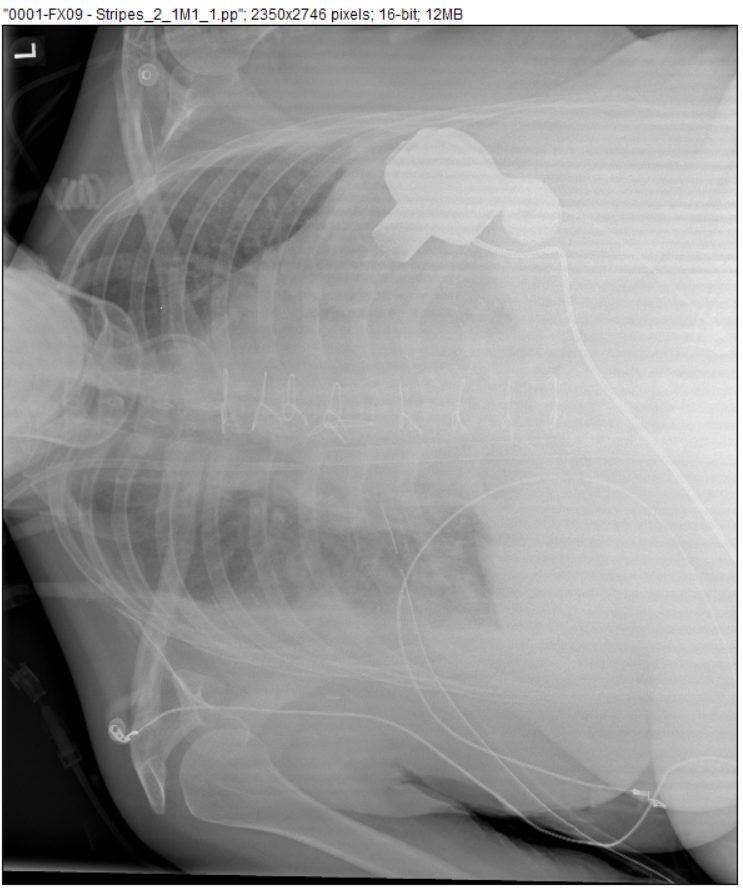 "0001-FX09 - Stripes_2_1M1_1.pp"; 2350x2746 pixels; 16-bit; 12MB
L